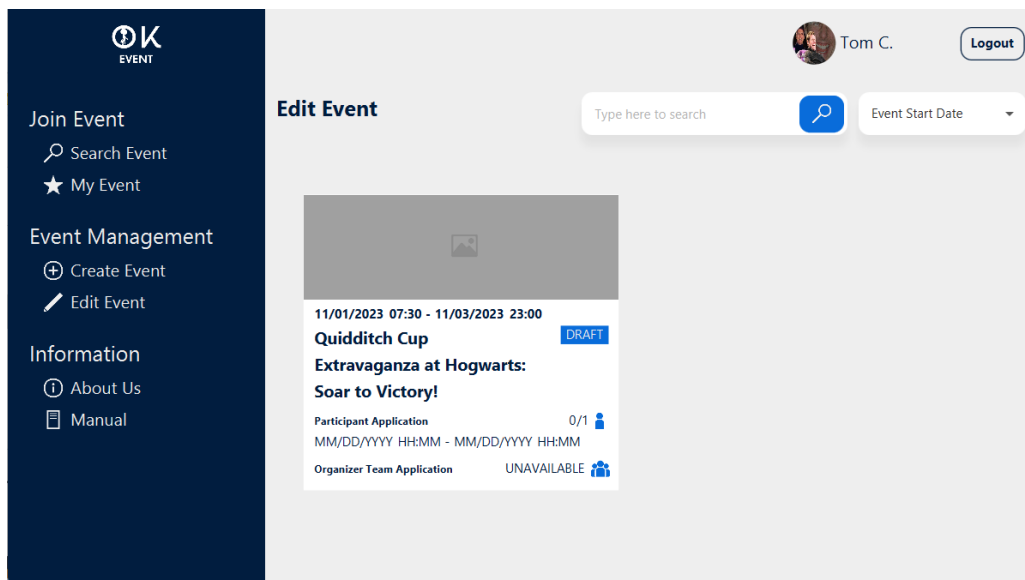 OK
EVENT
Tom C.
Logout
Join Event
Search Event
My Event
Event Management
Create Event
Edit Event
Information
About Us
Manual
Edit Event
Type here to search
Event Start Date
11/01/2023 07:30 - 11/03/2023 23:00
Quidditch Cup
DRAFT
Extravaganza at Hogwarts:
Soar to Victory!
Participant Application 0/1
MM/DD/YYYY HH:MM - MM/DD/YYYY HH:MM
Organizer Team Application UNAVAILABLE